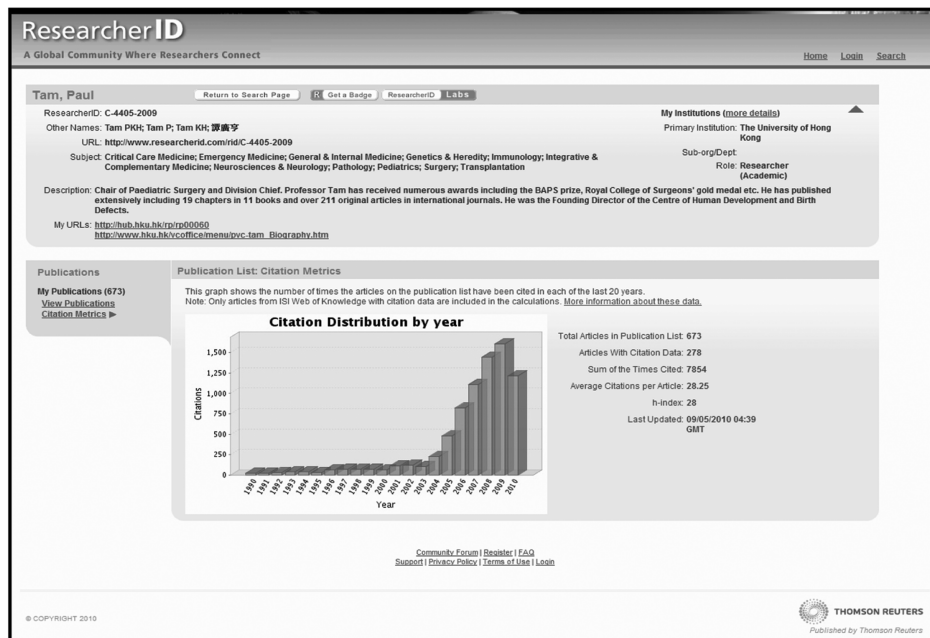 ResearcherID
A Global Community Where Researchers Connect
Home Login Search
Tam, Paul
Return to Search Page
R Get a Badge
ResearcherID Labs
ResearcherID: C-4405-2009
Other Names: Tam PKH; Tam P; Tam KH; 譚廣亨
URL: http://www.researcherid.com/rid/C-4405-2009
Subject: Critical Care Medicine; Emergency Medicine; General & Internal Medicine; Genetics & Heredity; Immunology; Integrative &
Complementary Medicine; Neurosciences & Neurology; Pathology; Pediatrics; Surgery; Transplantation
My Institutions (more details)
Primary Institution: The University of Hong
Kong
Sub-org/Dept:
Role: Researcher
(Academic)
Description: Chair of Paediatric Surgery and Division Chief. Professor Tam has received numerous awards including the BAPS prize, Royal College of Surgeons' gold medal etc. He has published
extensively including 19 chapters in 11 books and over 211 original articles in international journals. He was the Founding Director of the Centre of Human Development and Birth
Defects.
My URLs: http://hub.hku.hk/rp/rp00060
http://www.hku.hk/vcoffice/menu/pvc-tam_Biography.htm
Publications
My Publications (673)
View Publications
Citation Metrics ▶
Publication List: Citation Metrics
This graph shows the number of times the articles on the publication list have been cited in each of the last 20 years.
Note: Only articles from ISI Web of Knowledge with citation data are included in the calculations. More information about these data.
Citation Distribution by year
Citations
1,500
1,250
1,000
750
500
250
0
1990 1991 1992 1993 1994 1995 1996 1997 1998 1999 2000 2001 2002 2003 2004 2005 2006 2007 2008 2009 2010
Year
Total Articles in Publication List: 673
Articles With Citation Data: 278
Sum of the Times Cited: 7854
Average Citations per Article: 28.25
h-index: 28
Last Updated: 09/05/2010 04:39
GMT
Community Forum | Register | FAQ
Support | Privacy Policy | Terms of Use | Login
© COPYRIGHT 2010
THOMSON REUTERS
Published by Thomson Reuters